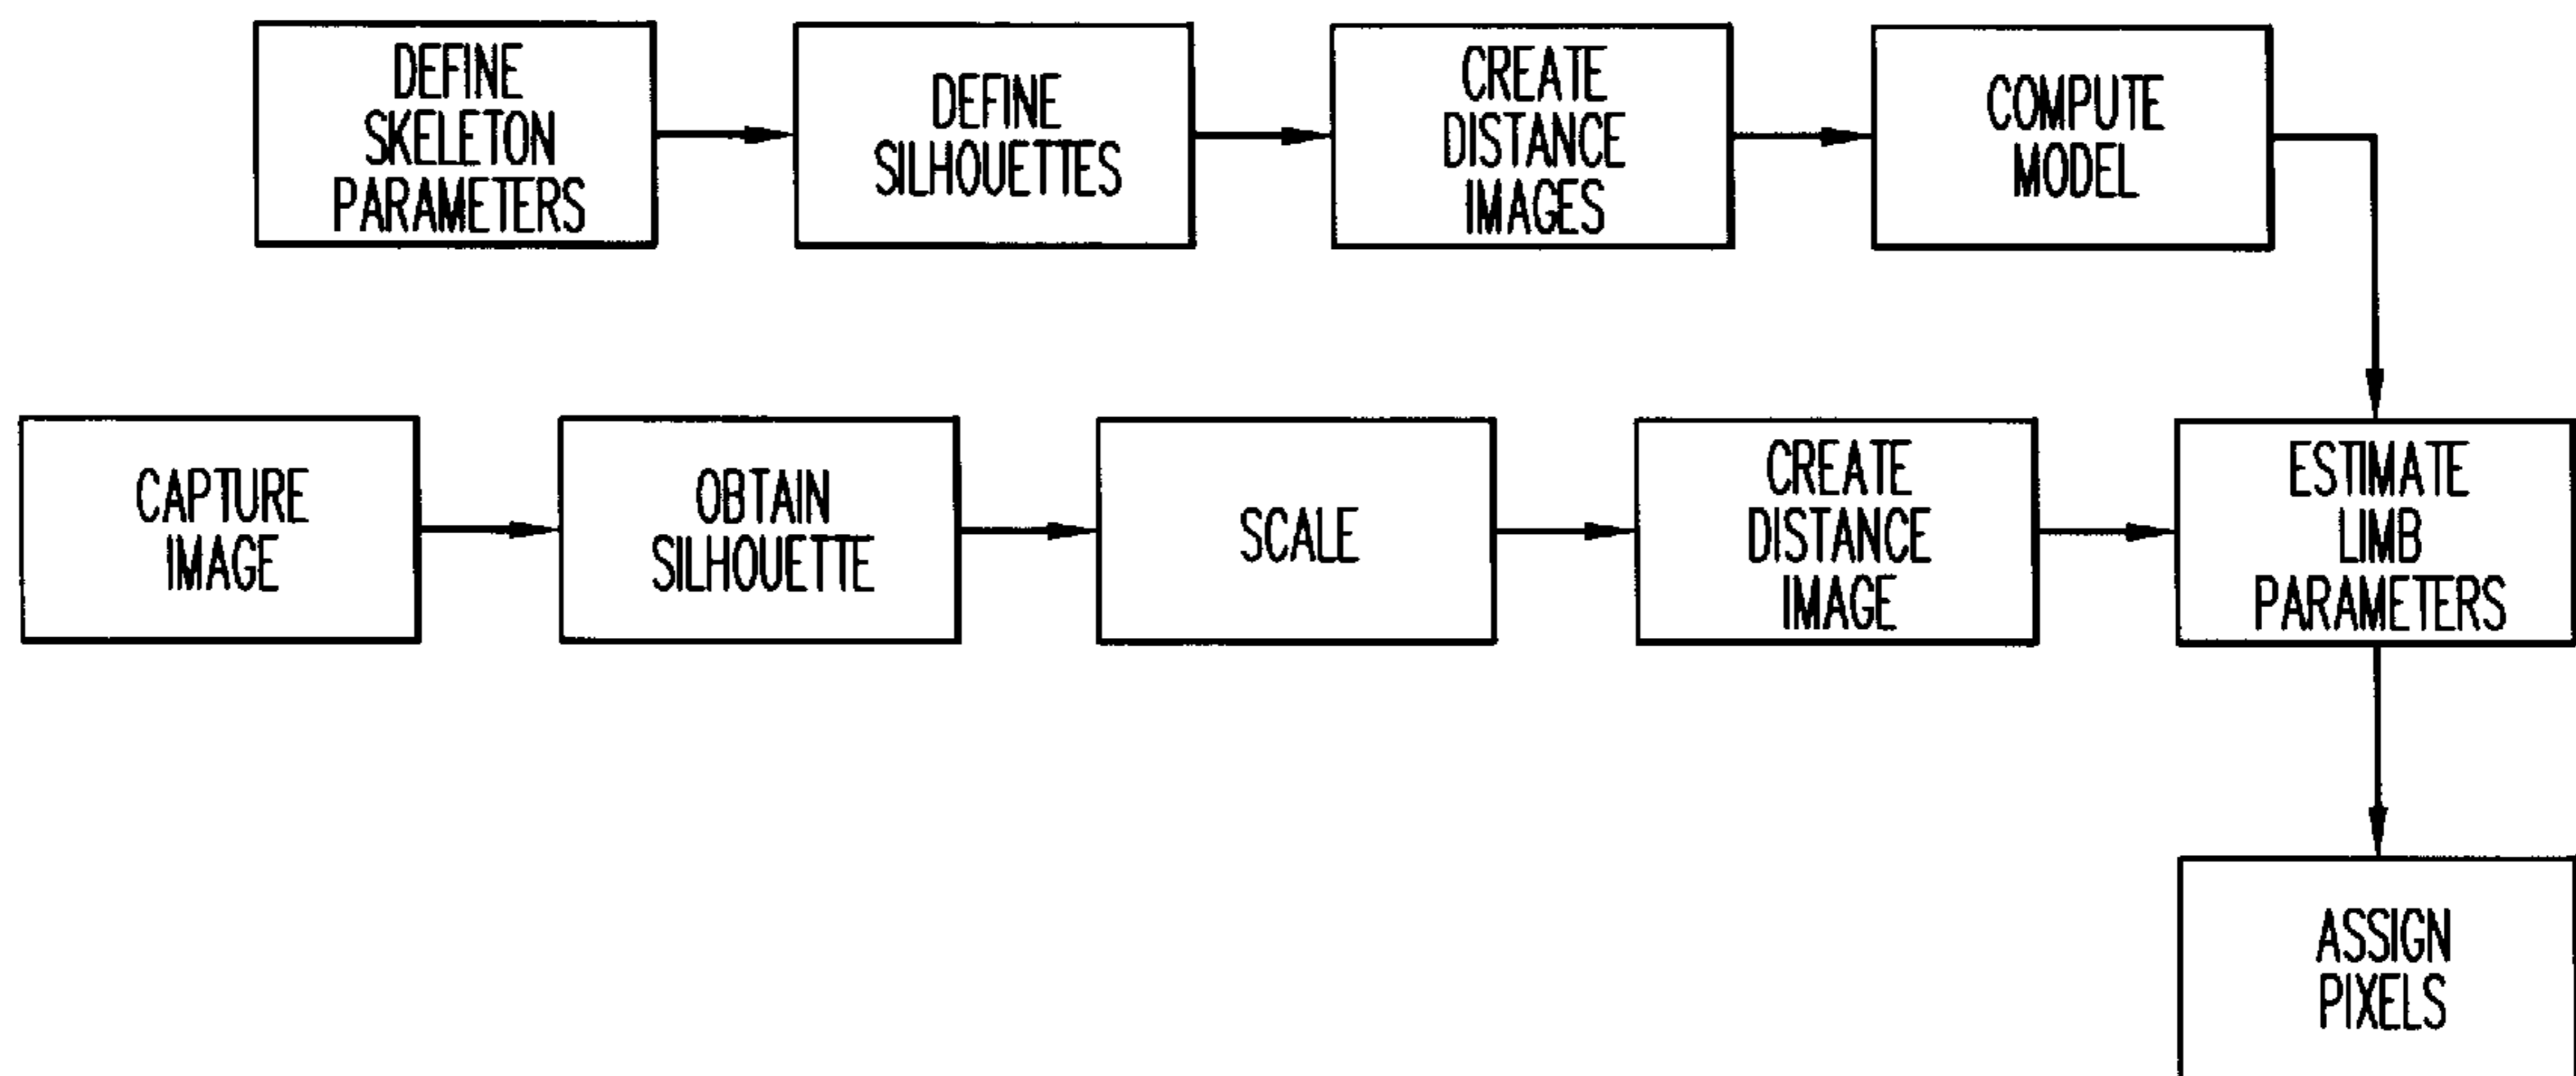 DEFINE
SKELETON
PARAMETERS
DEFINE
SILHOUETTES
CREATE
DISTANCE
IMAGES
COMPUTE
MODEL
CAPTURE
IMAGE
OBTAIN
SILHOUETTE
SCALE
CREATE
DISTANCE
IMAGE
ESTIMATE
LIMB
PARAMETERS
ASSIGN
PIXELS